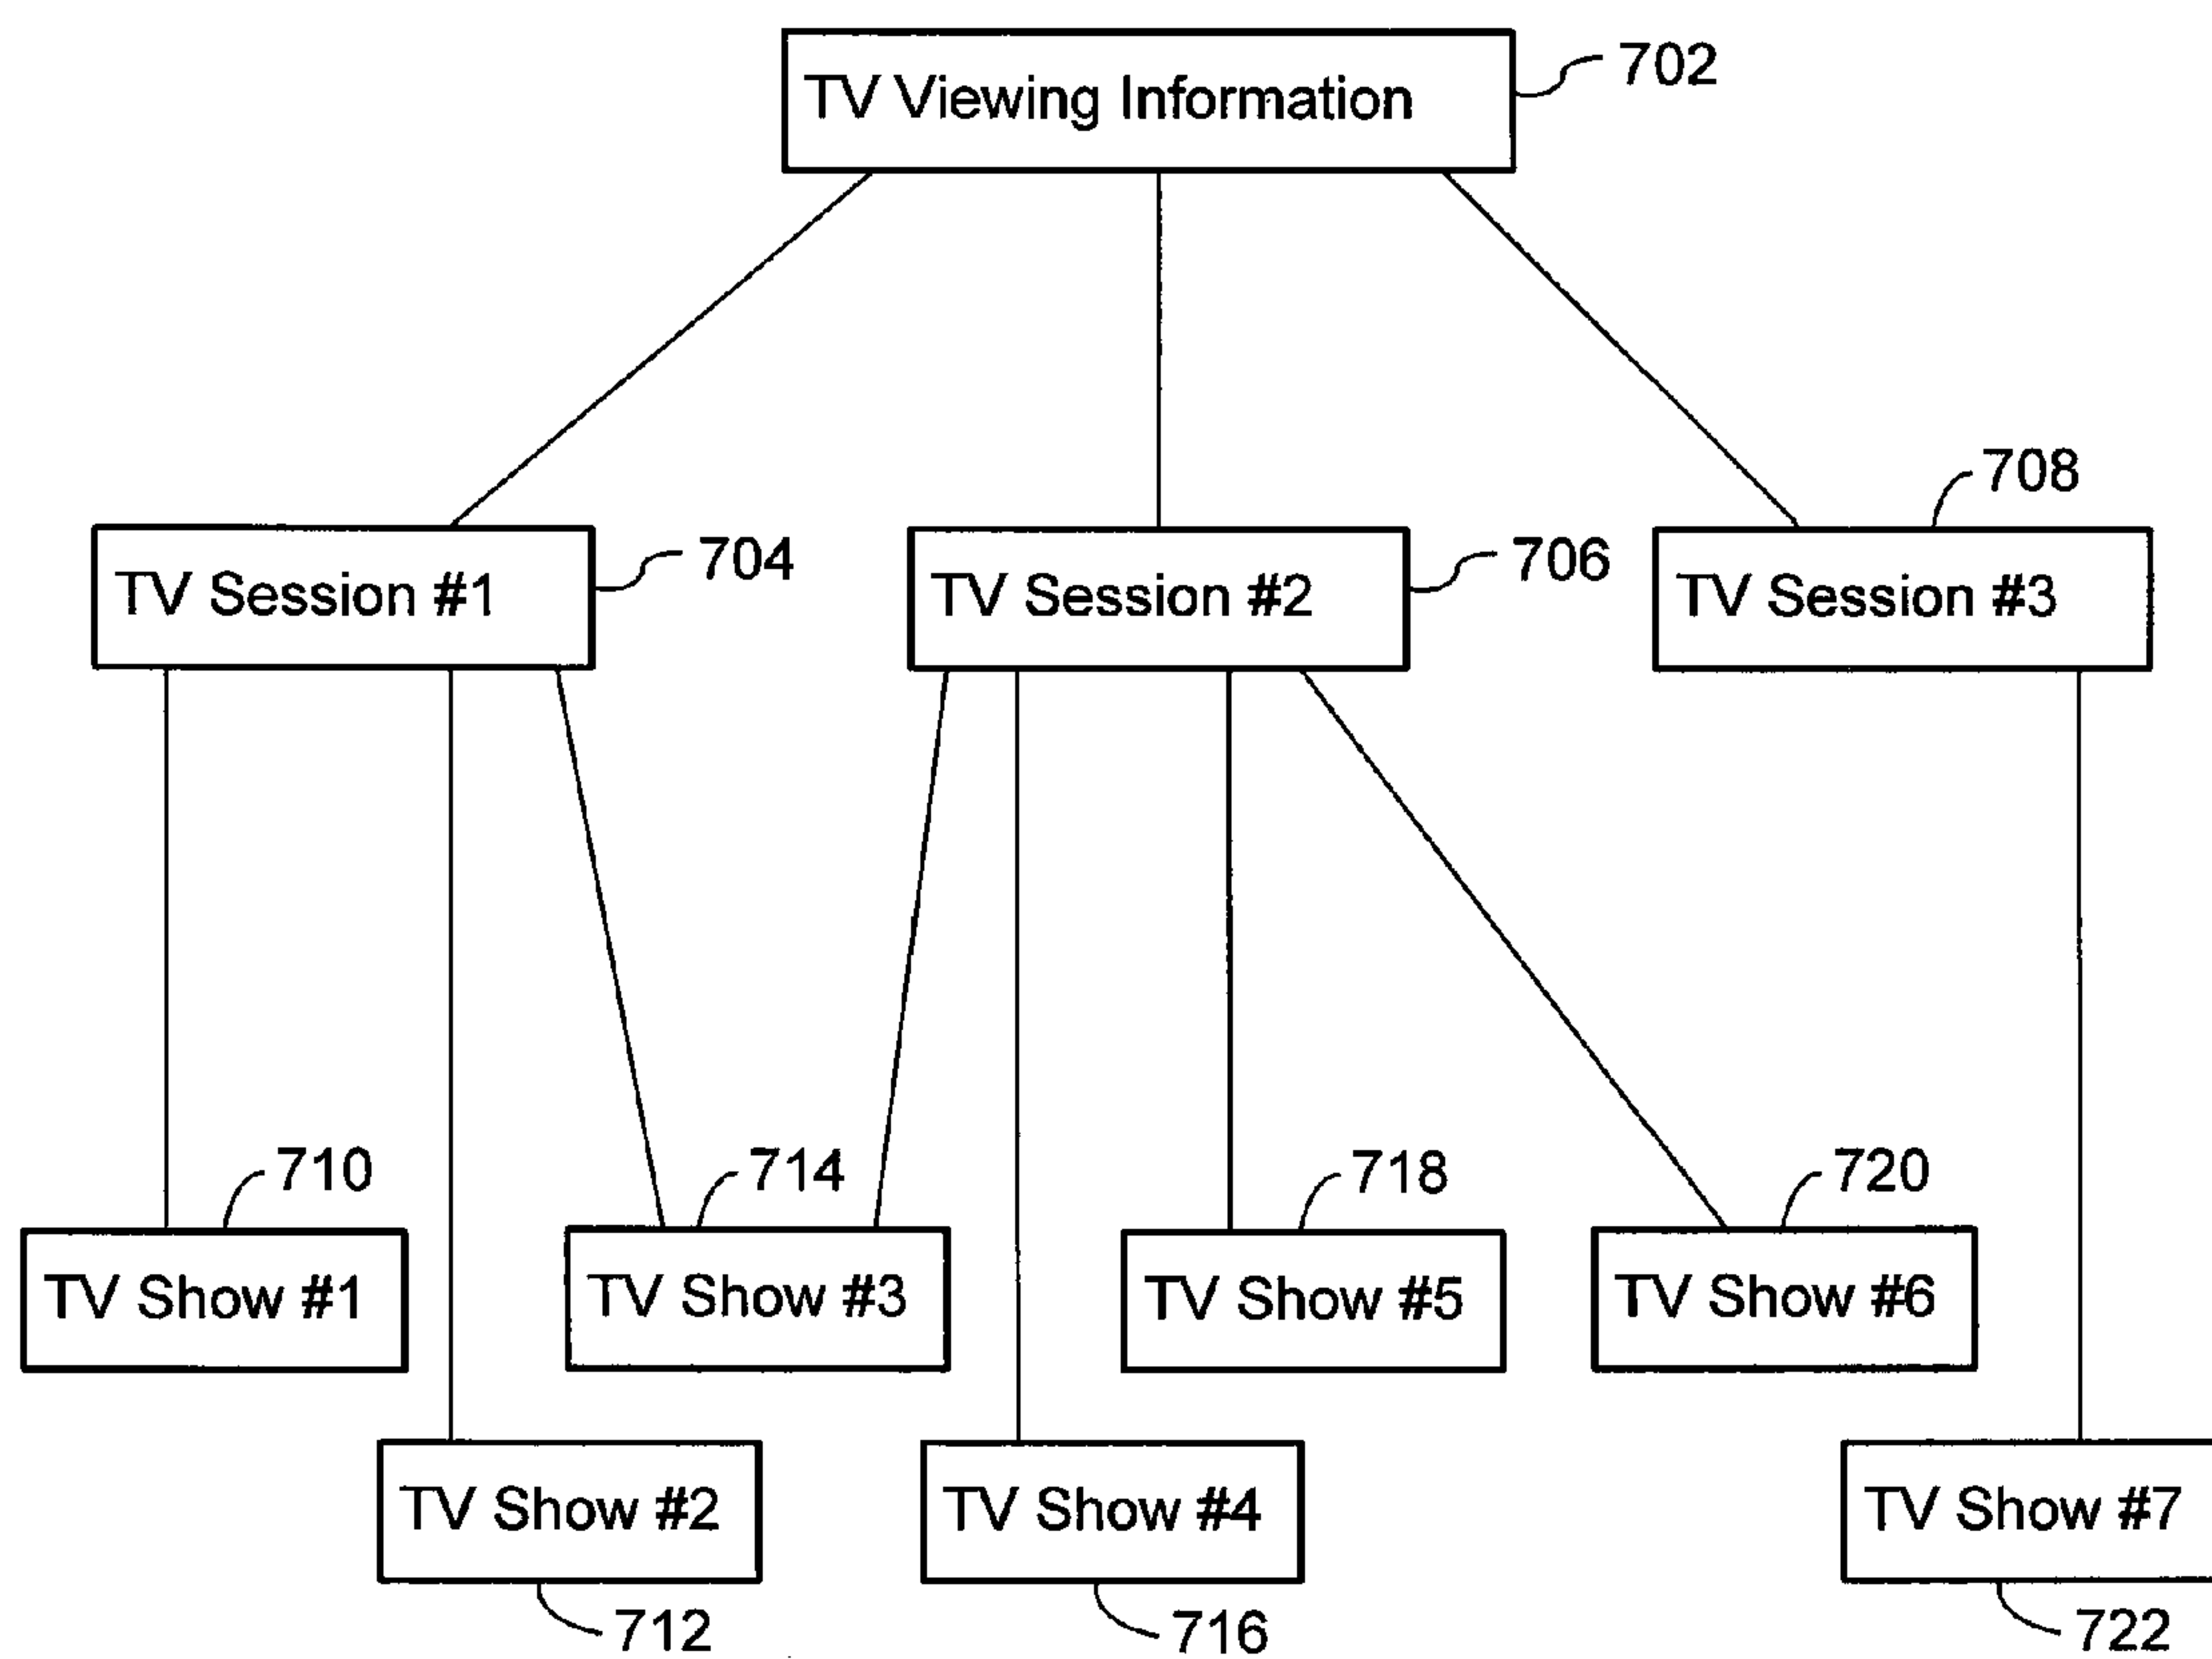 TV Viewing Information
702
708
704
706
TV Session #1
TV Session #2
TV Session #3
710
714
718
720
TV Show #1
TV Show #3
TV Show #5
TV Show #6
TV Show #2
TV Show #4
TV Show #7
712
716
722